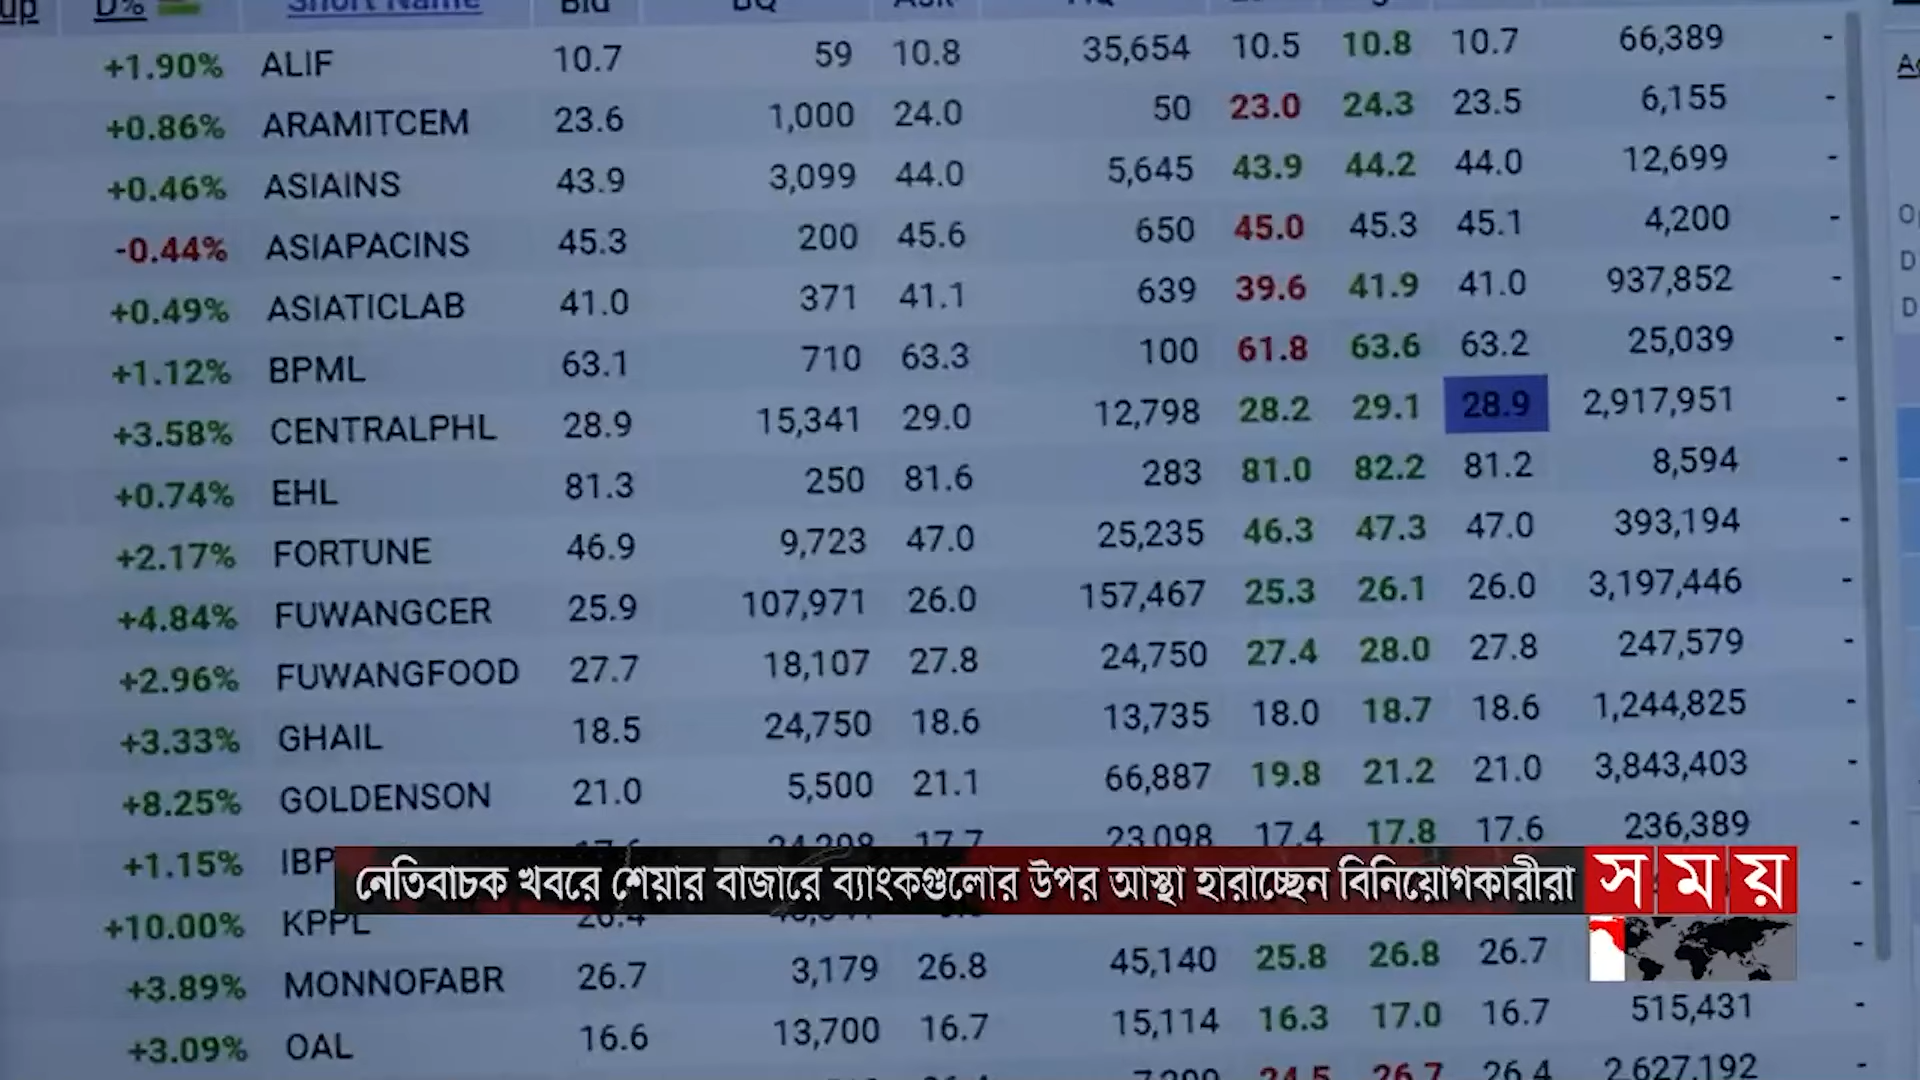 D% Short Name Bid BQ Ask
+1.90% ALIF 10.7 59 10.8 35,654 10.5 10.8 10.7 66,389 -
+0.86% ARAMITCEM 23.6 1,000 24.0 50 23.0 24.3 23.5 6,155 -
+0.46% ASIAINS 43.9 3,099 44.0 5,645 43.9 44.2 44.0 12,699 -
-0.44% ASIAPACINS 45.3 200 45.6 650 45.0 45.3 45.1 4,200 -
+0.49% ASIATICLAB 41.0 371 41.1 639 39.6 41.9 41.0 937,852 -
+1.12% BPML 63.1 710 63.3 100 61.8 63.6 63.2 25,039 -
+3.58% CENTRALPHL 28.9 15,341 29.0 12,798 28.2 29.1 28.9 2,917,951 -
+0.74% EHL 81.3 250 81.6 283 81.0 82.2 81.2 8,594 -
+2.17% FORTUNE 46.9 9,723 47.0 25,235 46.3 47.3 47.0 393,194 -
+4.84% FUWANGCER 25.9 107,971 26.0 157,467 25.3 26.1 26.0 3,197,446 -
+2.96% FUWANGFOOD 27.7 18,107 27.8 24,750 27.4 28.0 27.8 247,579 -
+3.33% GHAIL 18.5 24,750 18.6 13,735 18.0 18.7 18.6 1,244,825 -
+8.25% GOLDENSON 21.0 5,500 21.1 66,887 19.8 21.2 21.0 3,843,403 -
+1.15% IBP 17.7 23,098 17.4 17.8 17.6 236,389 -
নেতিবাচক খবরে শেয়ার বাজারে ব্যাংকগুলোর উপর আস্থা হারাচ্ছেন বিনিয়োগকারীরা
সময়
+10.00% KPPL
+3.89% MONNOFABR 26.7 3,179 26.8 45,140 25.8 26.8 26.7 -
+3.09% OAL 16.6 13,700 16.7 15,114 16.3 17.0 16.7 515,431 -
24.5 26.7 26.4 2,627,192 -